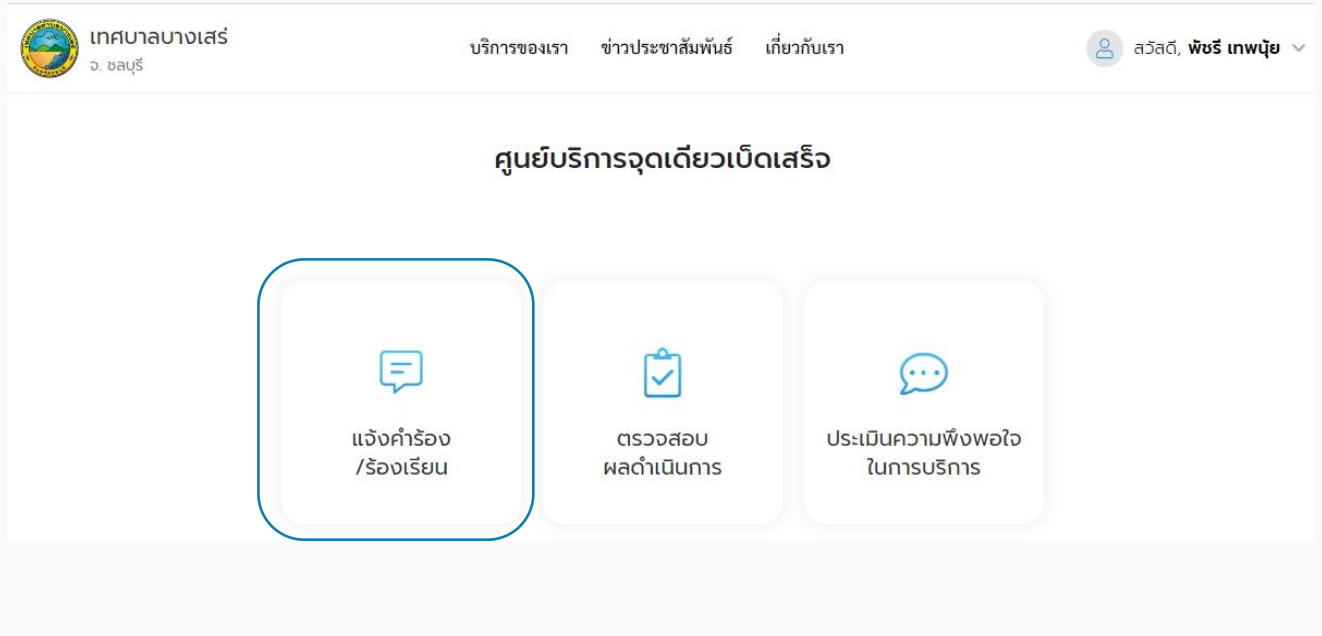 เทศบาลบางเสร่
จ. ชลบุรี
บริการของเรา ข่าวประชาสัมพันธ์ เกี่ยวกับเรา
สวัสดี, พัชรี เทพนุ้ย
ศูนย์บริการจุดเดียวเบ็ดเสร็จ
แจ้งคำร้อง
/ร้องเรียน
ตรวจสอบ
ผลดำเนินการ
ประเมินความพึงพอใจ
ในการบริการ